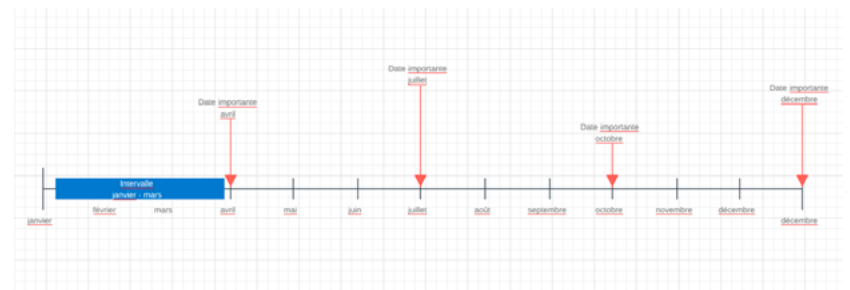 Date importante
juillet
Date importante
décembre
Date importante
avril
Date importante
octobre
Intervalle
janvier - mars
février mars avril mai juin juillet août septembre octobre novembre décembre
janvier décembre